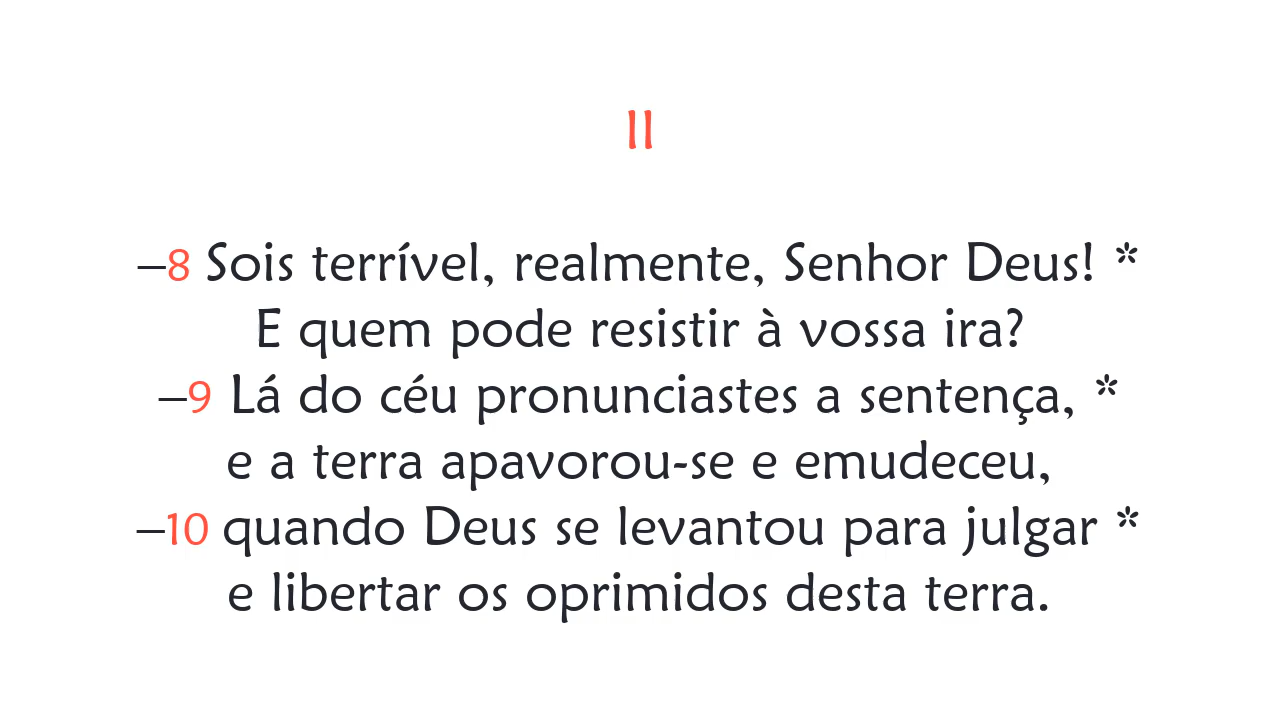 II
–8 Sois terrível, realmente, Senhor Deus! *
E quem pode resistir à vossa ira?
–9 Lá do céu pronunciastes a sentença, *
e a terra apavorou-se e emudeceu,
–10 quando Deus se levantou para julgar *
e libertar os oprimidos desta terra.